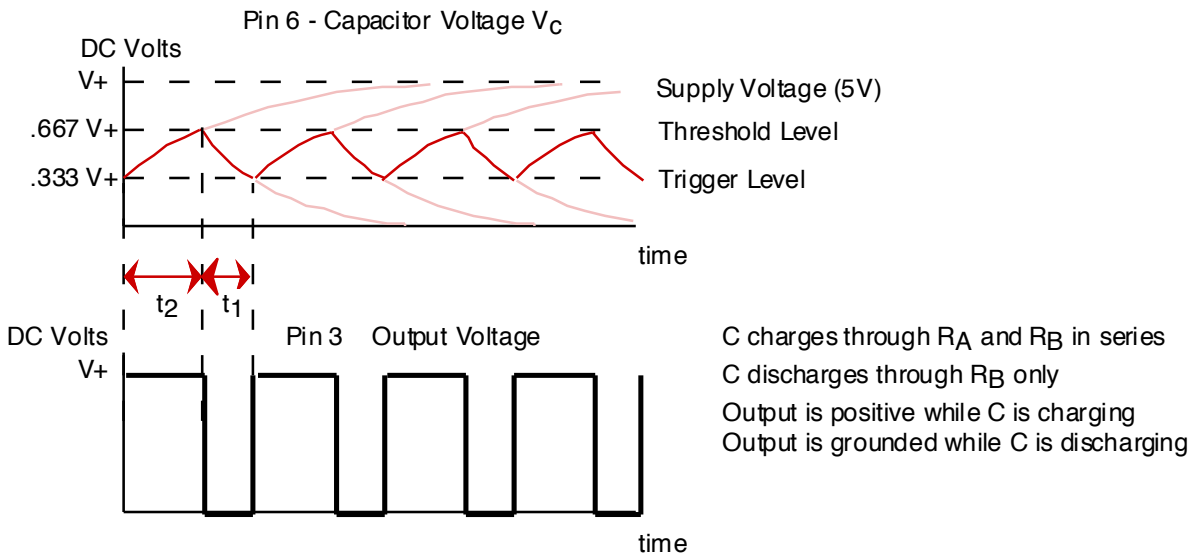 Pin 6 - Capacitor Voltage VC
DC Volts
V+
Supply Voltage (5V)
.667 V+
Threshold Level
.333 V+
Trigger Level
time
t2
t1
DC Volts
Pin 3 Output Voltage
V+
C charges through RA and RB in series
C discharges through RB only
Output is positive while C is charging
Output is grounded while C is discharging
time